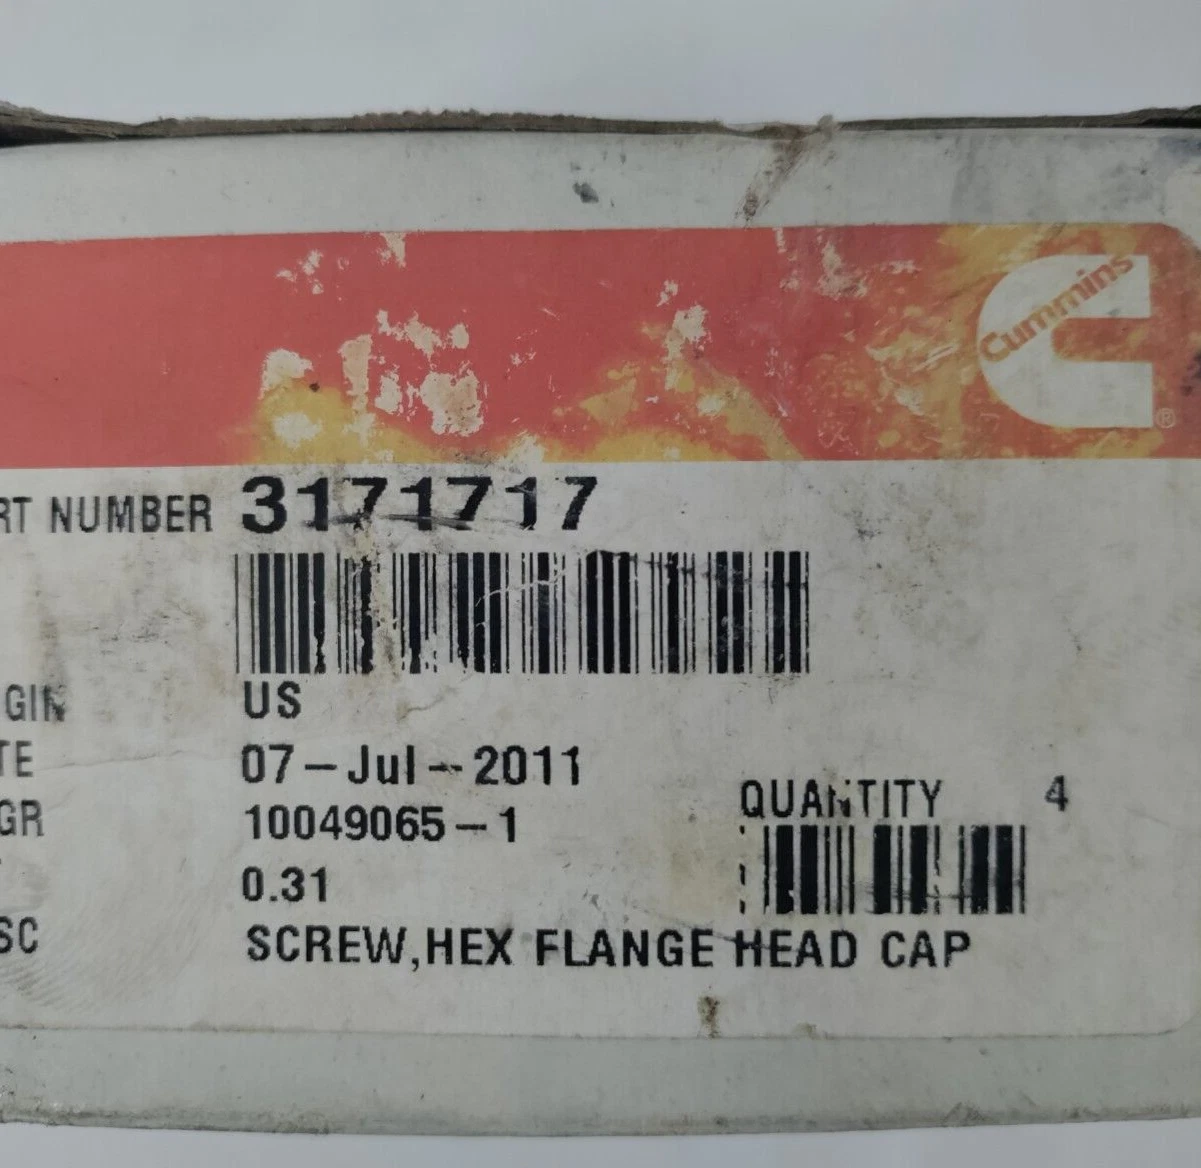 Cummins
®
RT NUMBER 3171717
GIN US
TE 07-Jul-2011
GR 10049065-1
QUANTITY 4
0.31
SC SCREW,HEX FLANGE HEAD CAP